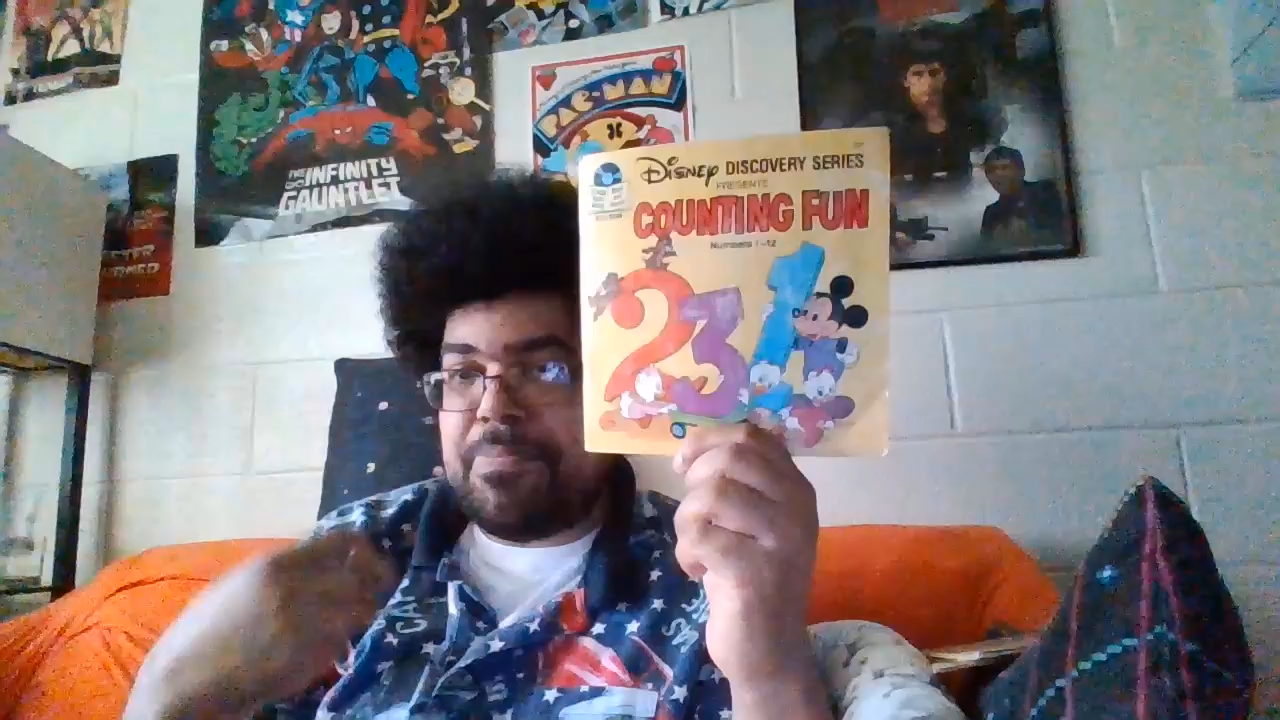 THE
INFINITY
GAUNTLET
PAC-MAN
DISNEY DISCOVERY SERIES
PRESENTS
COUNTING FUN
Numbers 1-12
2 3 1